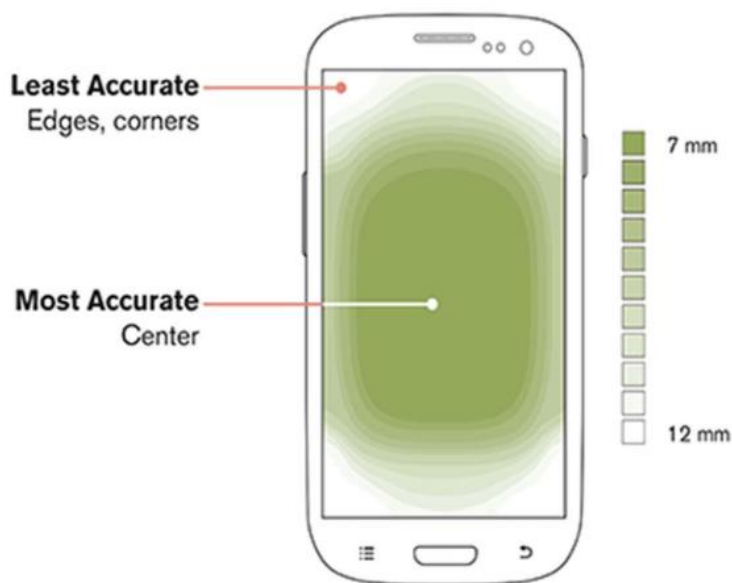 Least Accurate
Edges, corners
7 mm
Most Accurate
Center
12 mm